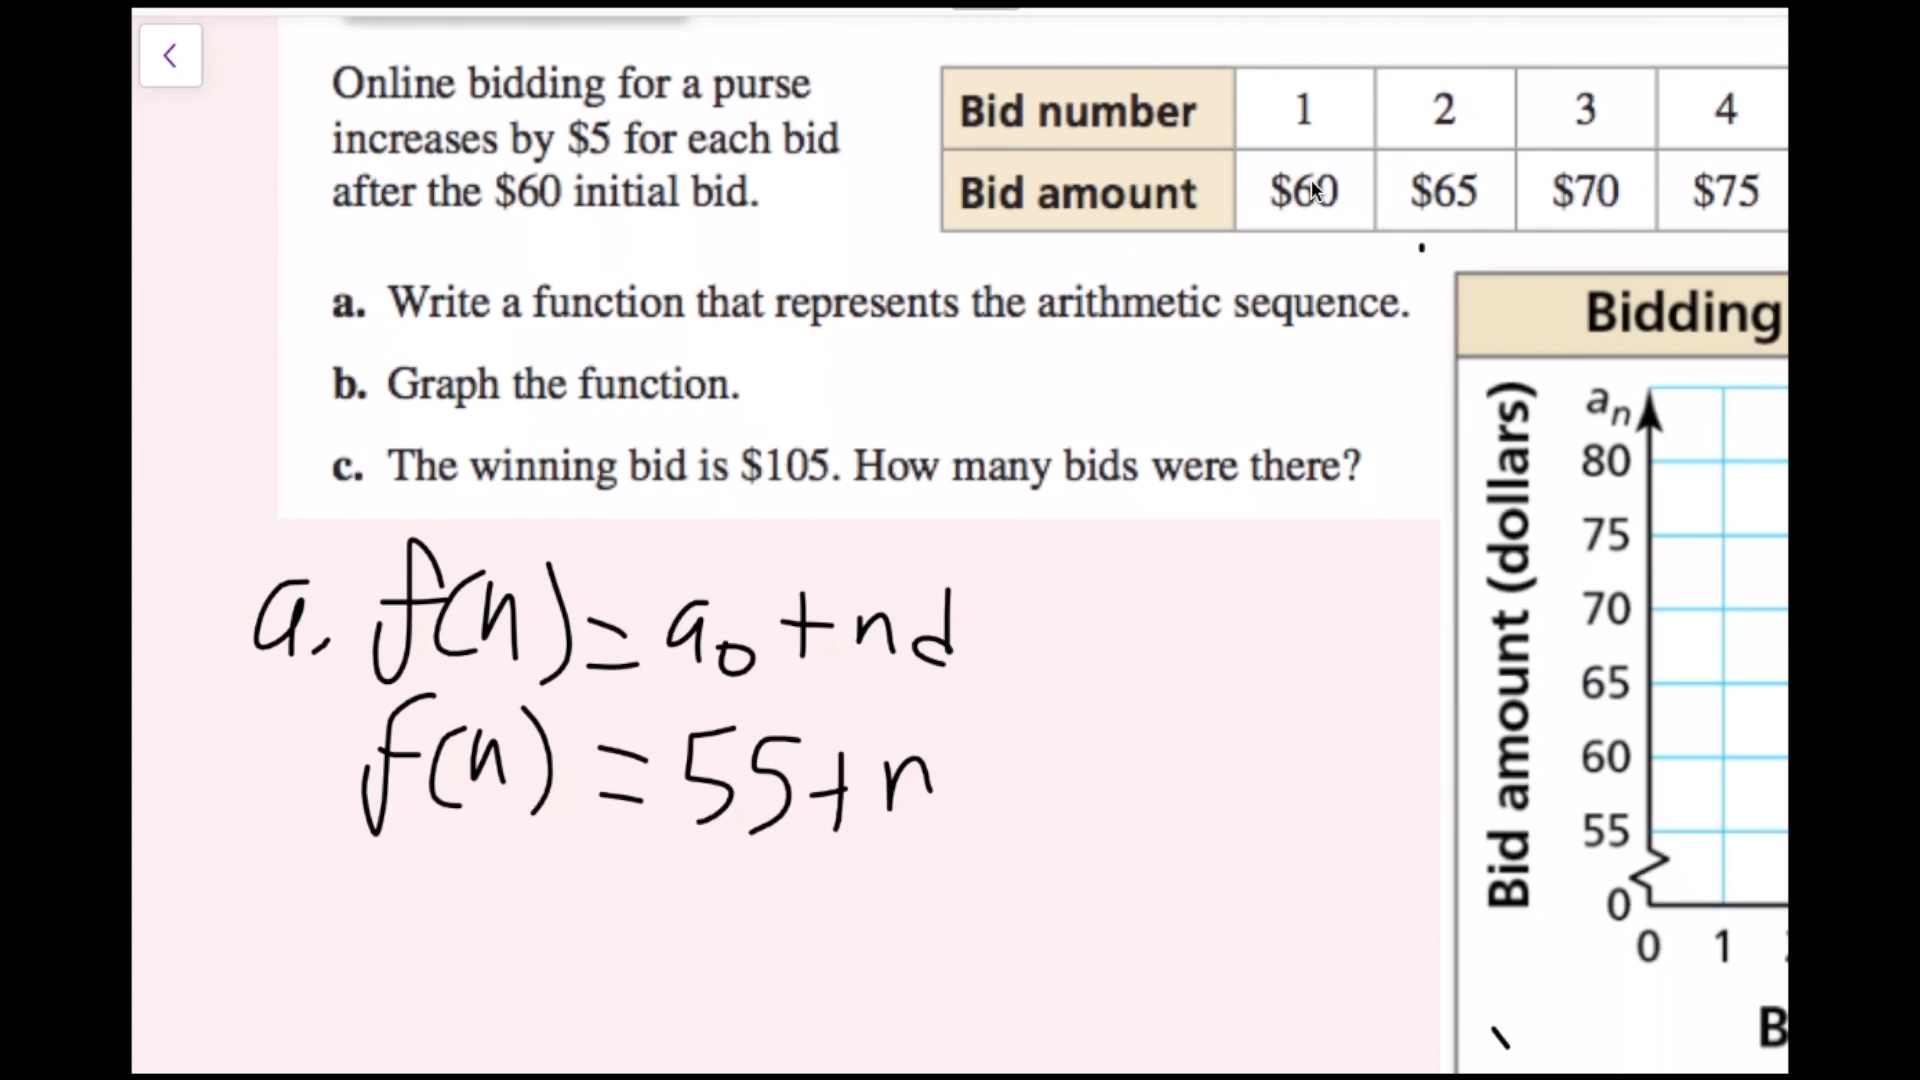 Online bidding for a purse
increases by $5 for each bid
after the $60 initial bid.
Bid number 1 2 3 4
Bid amount $60 $65 $70 $75
a. Write a function that represents the arithmetic sequence.
b. Graph the function.
c. The winning bid is $105. How many bids were there?
a. f(n) = a₀ + nd
f(n) = 55 + n
Bidding
Bid amount (dollars)
aₙ
80
75
70
65
60
55
0
0 1
B